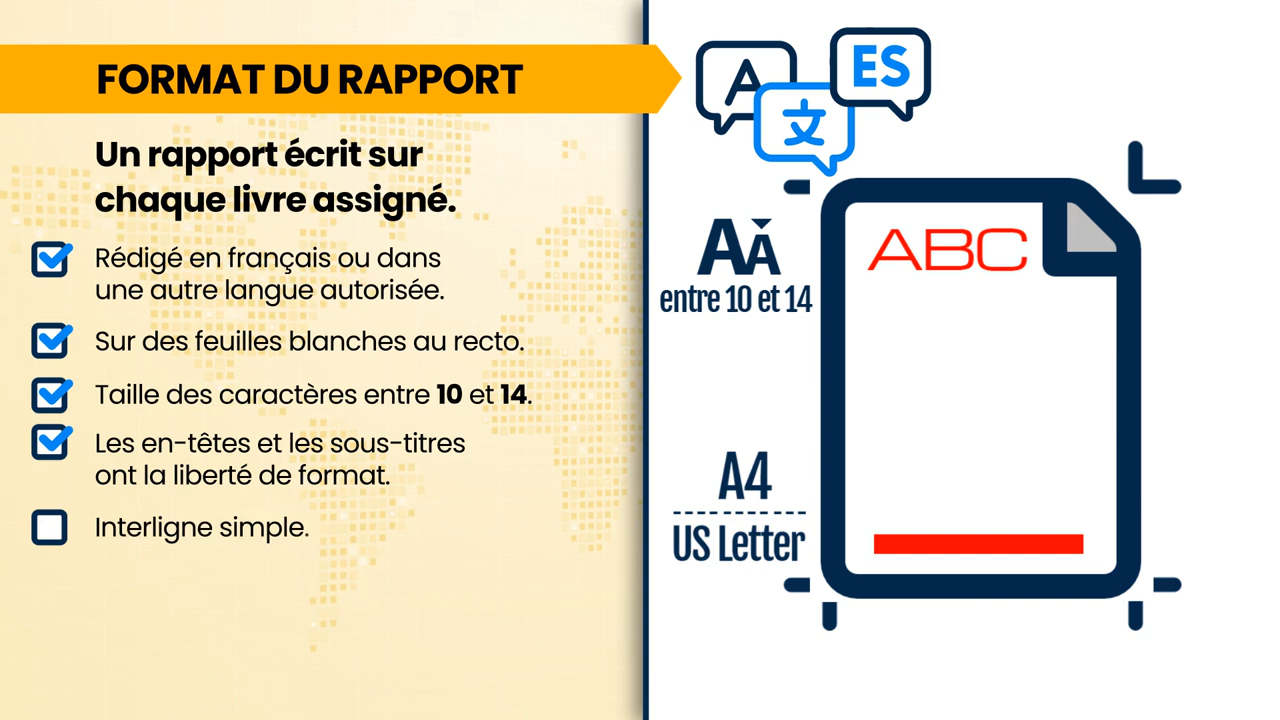 FORMAT DU RAPPORT
Un rapport écrit sur
chaque livre assigné.
Rédigé en français ou dans
une autre langue autorisée.
Sur des feuilles blanches au recto.
Taille des caractères entre 10 et 14.
Les en-têtes et les sous-titres
ont la liberté de format.
Interligne simple.
A
文
ES
AA
entre 10 et 14
A4
US Letter
ABC